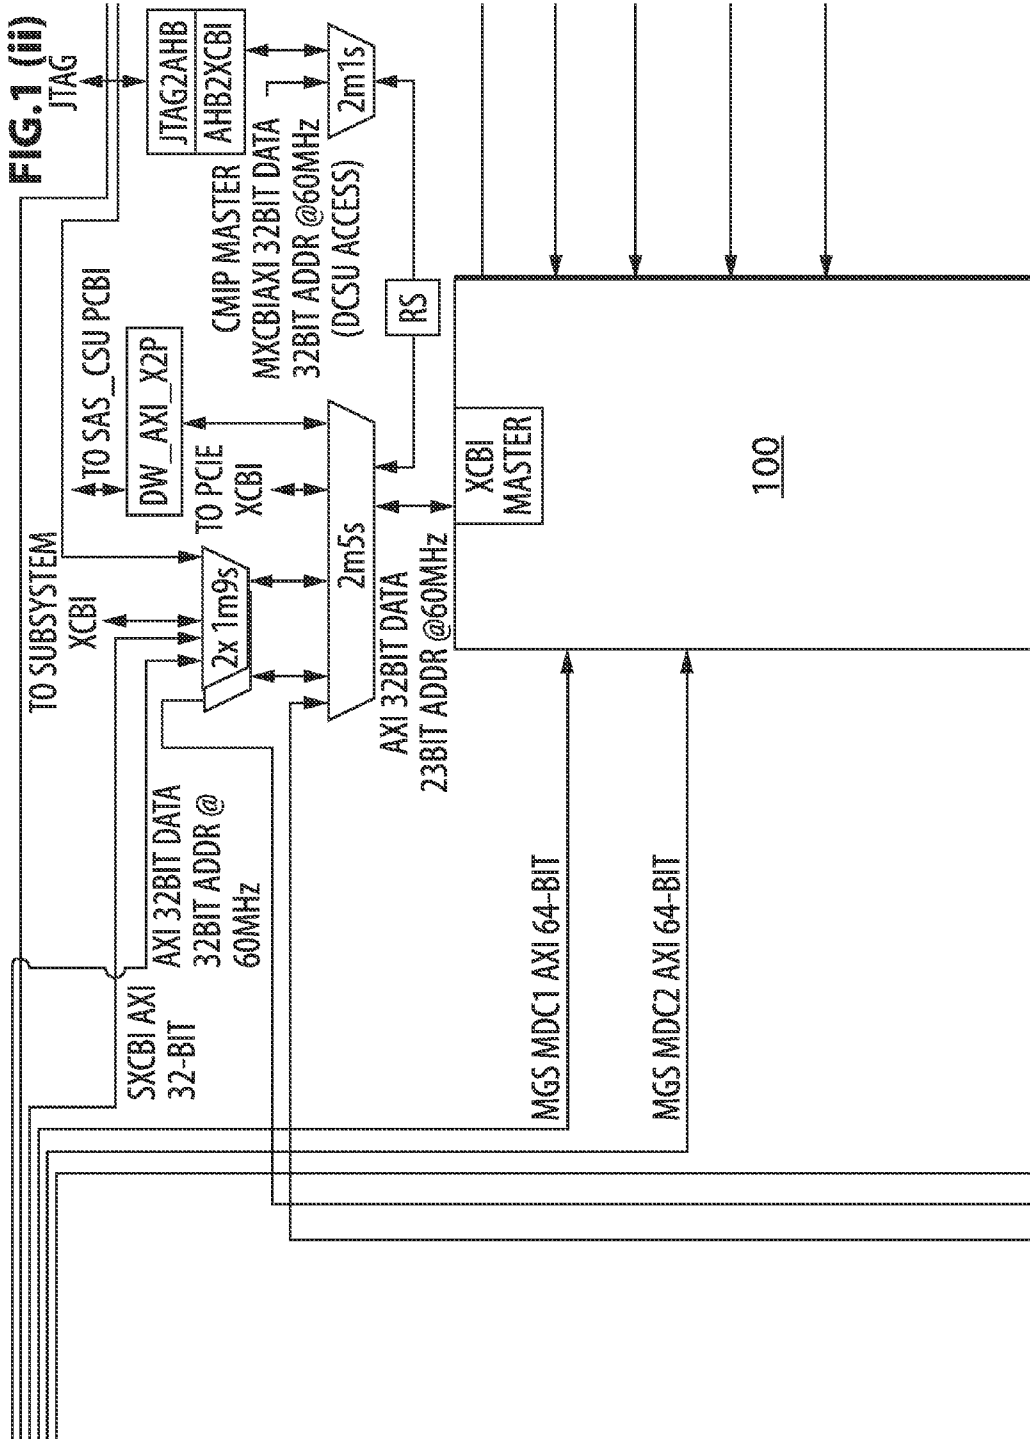 FIG.1 (iii)
JTAG
JTAG2AHB
AHB2XCBI
2m1s
CMIP MASTER
MXCBIAXI 32BIT DATA
32BIT ADDR @60MHz
(DCSU ACCESS)
RS
TO SAS_CSU PCBI
DW_AXI_X2P
TO PCIE
XCBI
2m5s
TO SUBSYSTEM
XCBI
2x 1m9s
AXI 32BIT DATA
23BIT ADDR @60MHz
XCBI
MASTER
100
AXI 32BIT DATA
32BIT ADDR @
60MHz
SXCBI AXI
32-BIT
MGS MDC1 AXI 64-BIT
MGS MDC2 AXI 64-BIT